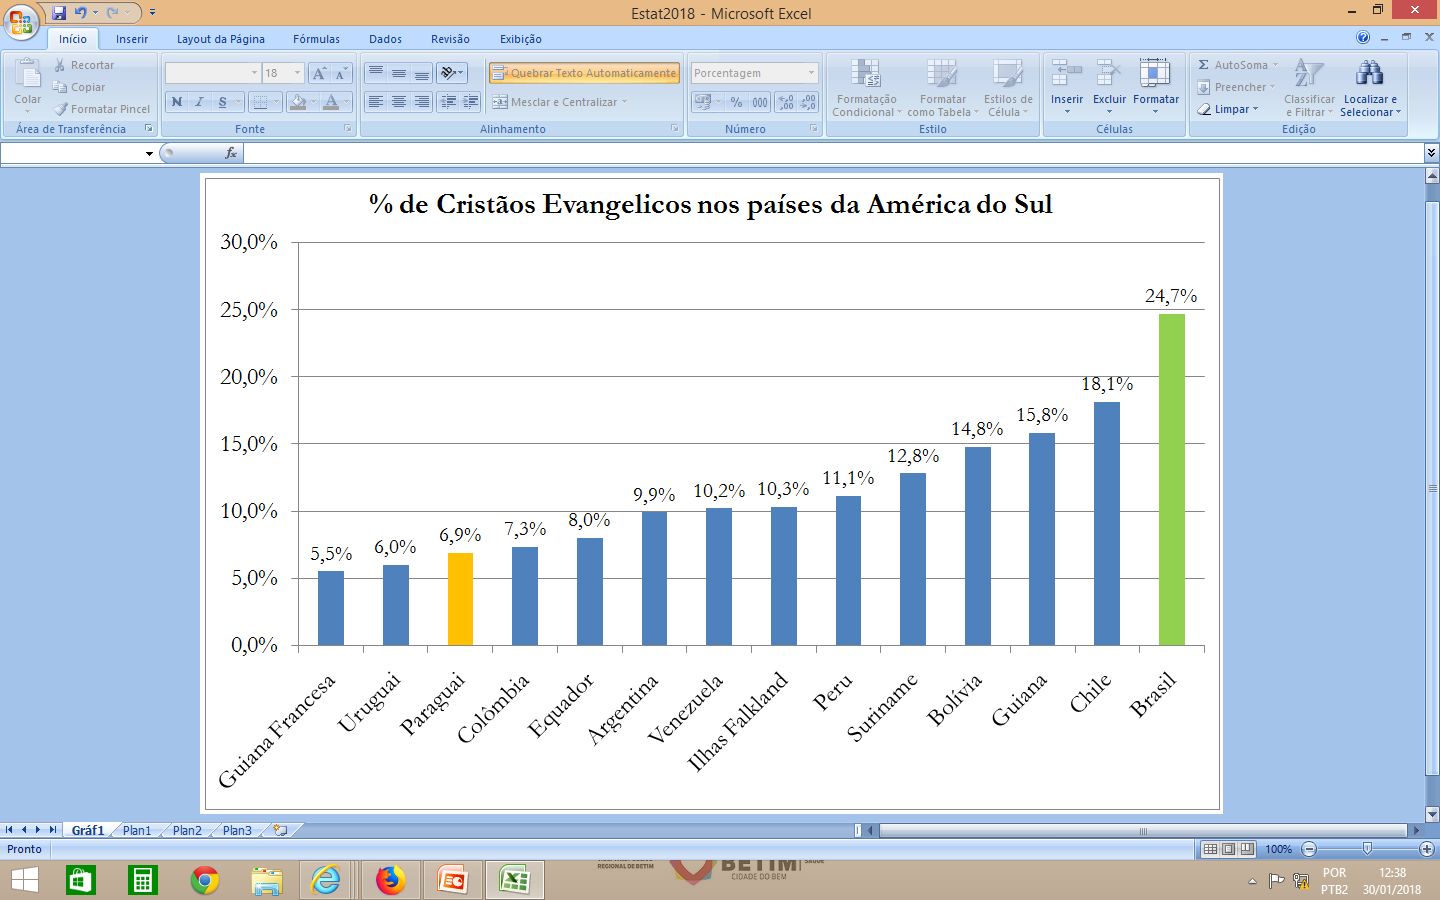 Estat2018 - Microsoft Excel
Início Inserir Layout da Página Fórmulas Dados Revisão Exibição
Colar
Recortar
Copiar
Formatar Pincel
Área de Transferência
18
N I S
Fonte
Quebrar Texto Automaticamente
Mesclar e Centralizar
Alinhamento
Porcentagem
% 000
Número
Formatação Condicional
Formatar como Tabela
Estilos de Célula
Estilo
Inserir Excluir Formatar
Células
Σ AutoSoma
Preencher
Limpar
Classificar e Filtrar
Localizar e Selecionar
Edição
fx
% de Cristãos Evangelicos nos países da América do Sul
30,0%
25,0%
20,0%
15,0%
10,0%
5,0%
0,0%
5,5% 6,0% 6,9% 7,3% 8,0% 9,9% 10,2% 10,3% 11,1% 12,8% 14,8% 15,8% 18,1% 24,7%
Guiana Francesa Uruguai Paraguai Colômbia Equador Argentina Venezuela Ilhas Falkland Peru Suriname Bolívia Guiana Chile Brasil
Gráf1 Plan1 Plan2 Plan3
Pronto
100%
REGIONAL DE BETIM
BETIM
SAÚDE
CIDADE DO BEM
POR
PTB2
12:38
30/01/2018